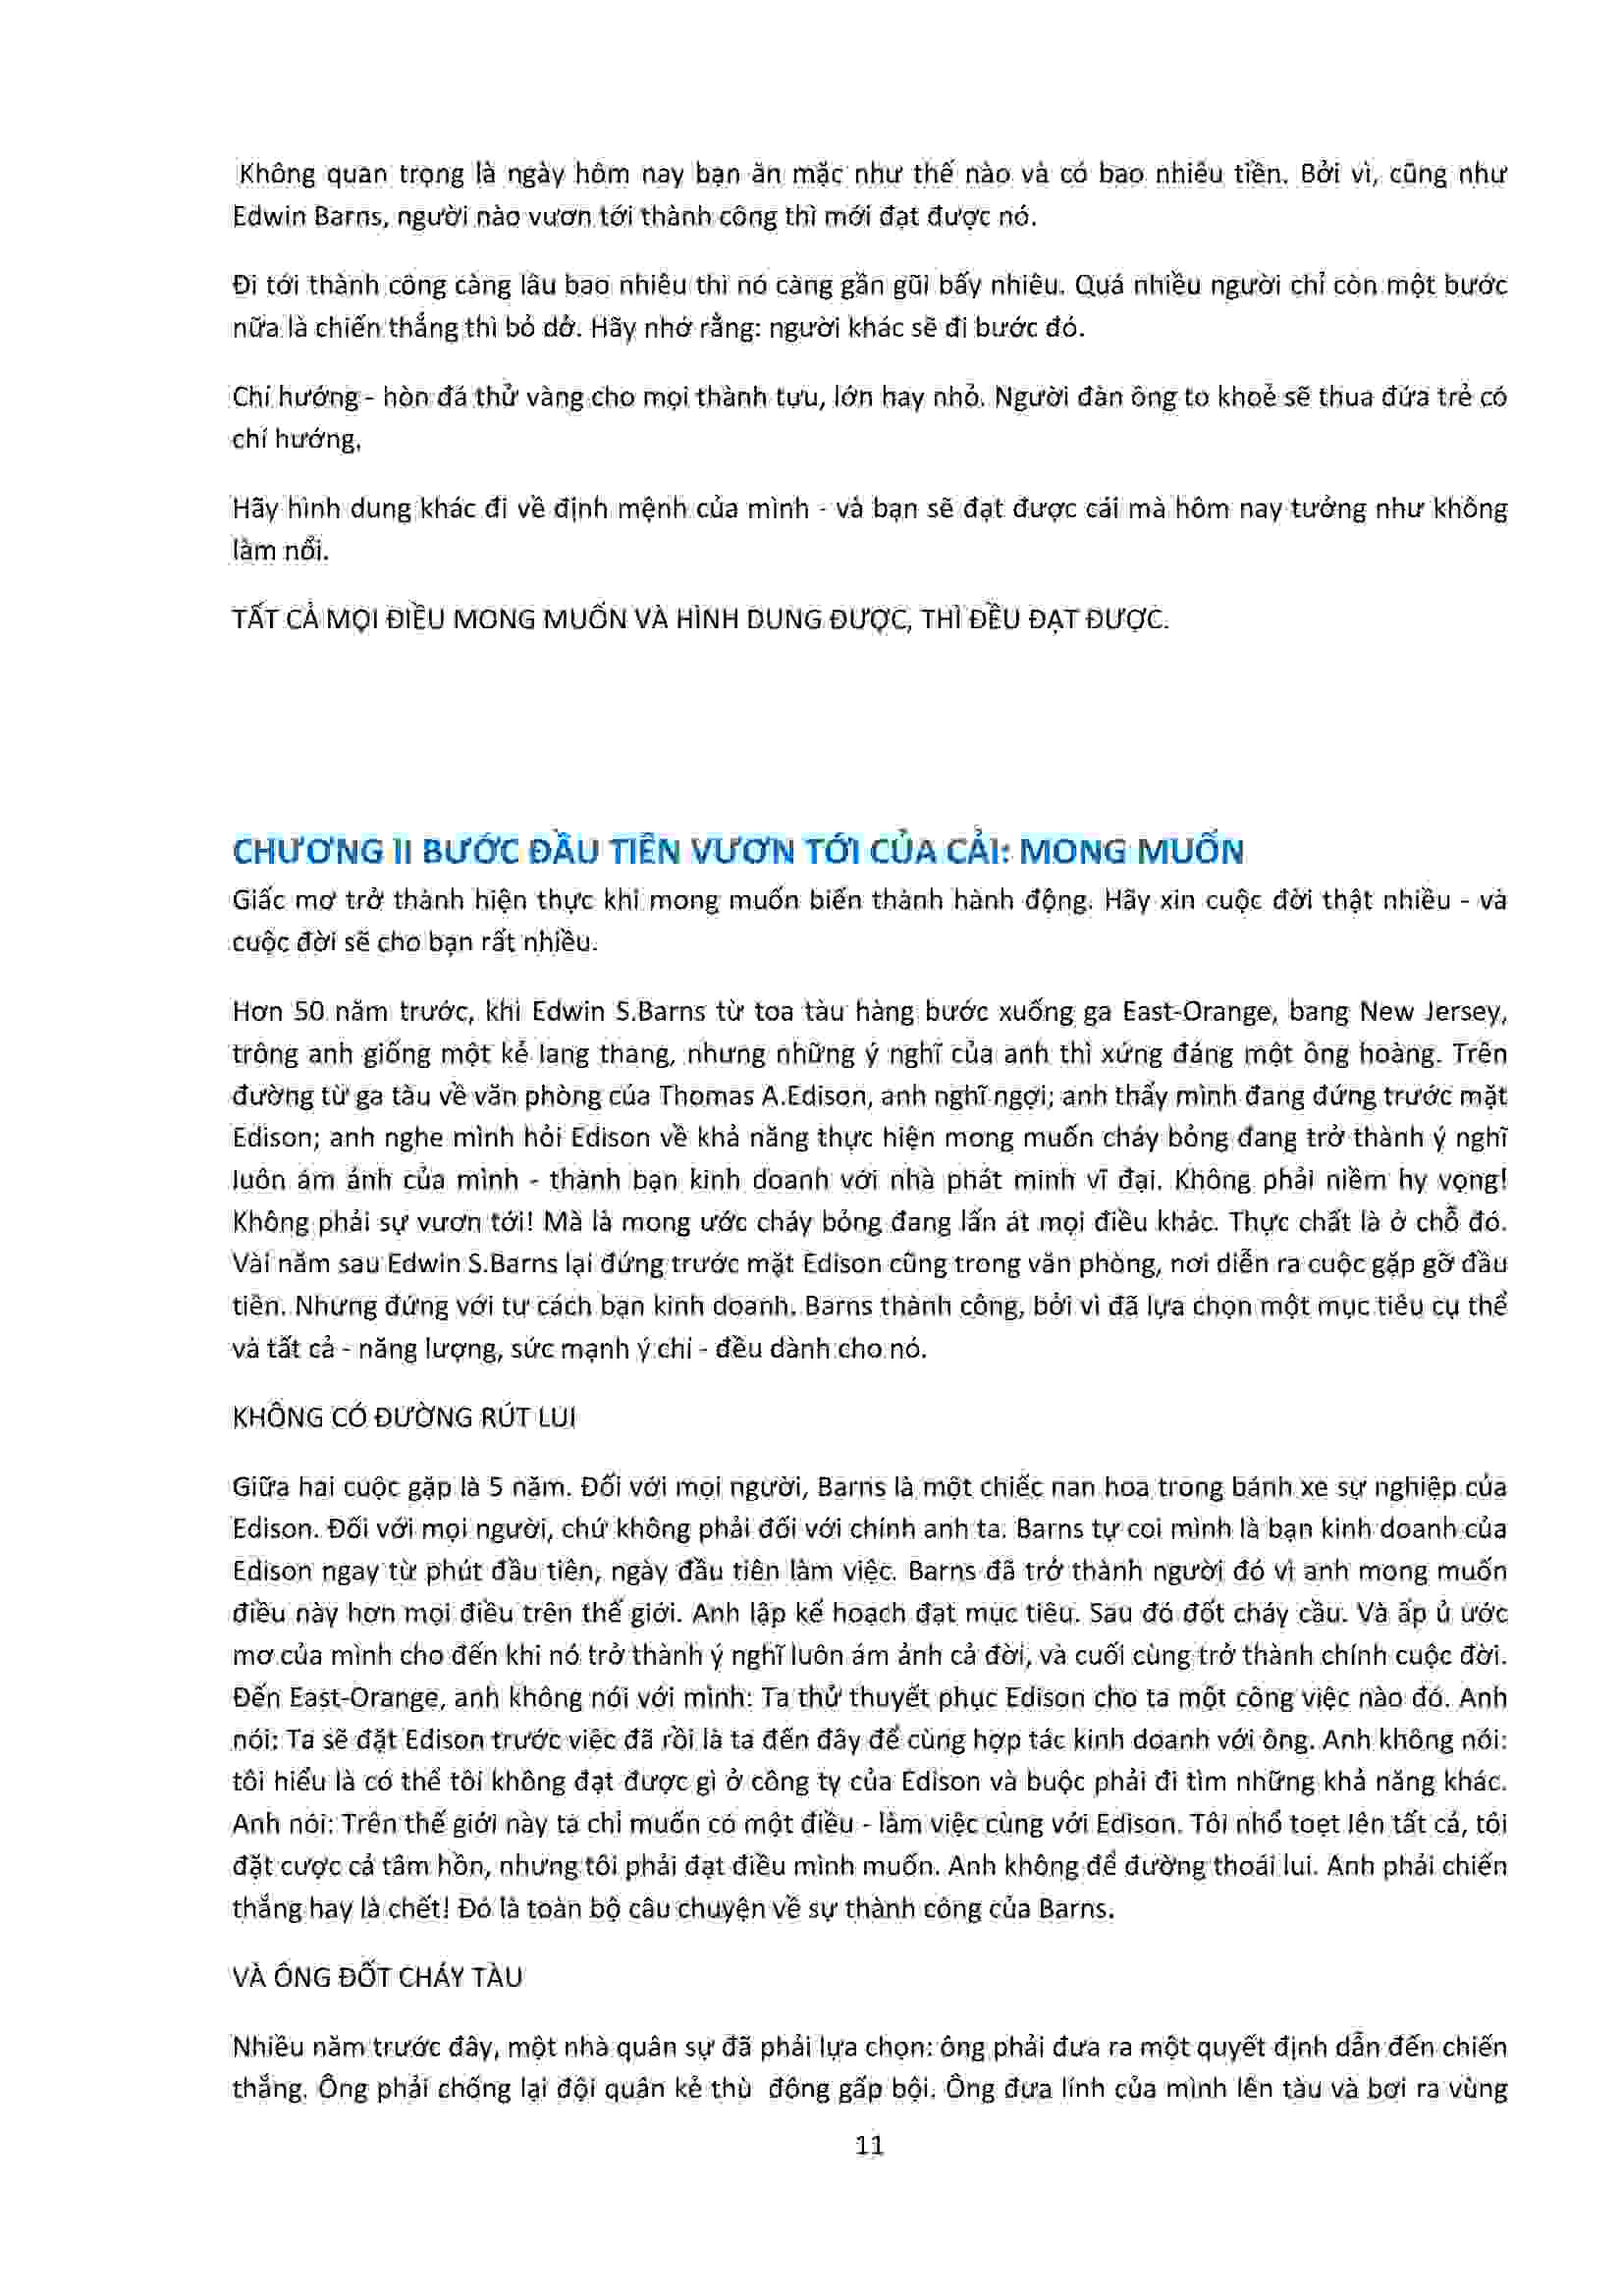 Không quan trọng là ngày hôm nay bạn ăn mặc như thế nào và có bao nhiêu tiền. Bởi vì, cũng như
Edwin Barns, người nào vươn tới thành công thì mới đạt được nó.
Đi tới thành công càng lâu bao nhiêu thì nó càng gần gũi bấy nhiêu. Quá nhiều người chỉ còn một bước
nữa là chiến thắng thì bỏ dở. Hãy nhớ rằng: người khác sẽ đi bước đó.
Chí hướng - hòn đá thử vàng cho mọi thành tựu, lớn hay nhỏ. Người đàn ông to khoẻ sẽ thua đứa trẻ có
chí hướng.
Hãy hình dung khác đi về định mệnh của mình - và bạn sẽ đạt được cái mà hôm nay tưởng như không
làm nổi.
TẤT CẢ MỌI ĐIỀU MONG MUỐN VÀ HÌNH DUNG ĐƯỢC, THÌ ĐỀU ĐẠT ĐƯỢC.
CHƯƠNG II BƯỚC ĐẦU TIÊN VƯƠN TỚI CỦA CẢI: MONG MUỐN
Giấc mơ trở thành hiện thực khi mong muốn biến thành hành động. Hãy xin cuộc đời thật nhiều - và
cuộc đời sẽ cho bạn rất nhiều.
Hơn 50 năm trước, khi Edwin S.Barns từ toa tàu hàng bước xuống ga East-Orange, bang New Jersey,
trông anh giống một kẻ lang thang, nhưng những ý nghĩ của anh thì xứng đáng một ông hoàng. Trên
đường từ ga tàu về văn phòng của Thomas A.Edison, anh nghĩ ngợi; anh thấy mình đang đứng trước mặt
Edison; anh nghe mình hỏi Edison về khả năng thực hiện mong muốn cháy bỏng đang trở thành ý nghĩ
luôn ám ảnh của mình - thành bạn kinh doanh với nhà phát minh vĩ đại. Không phải niềm hy vọng!
Không phải sự vươn tới! Mà là mong ước cháy bỏng đang lấn át mọi điều khác. Thực chất là ở chỗ đó.
Vài năm sau Edwin S.Barns lại đứng trước mặt Edison cũng trong văn phòng, nơi diễn ra cuộc gặp gỡ đầu
tiên. Nhưng đứng với tư cách bạn kinh doanh. Barns thành công, bởi vì đã lựa chọn một mục tiêu cụ thể
và tất cả - năng lượng, sức mạnh ý chí - đều dành cho nó.
KHÔNG CÓ ĐƯỜNG RÚT LUI
Giữa hai cuộc gặp là 5 năm. Đối với mọi người, Barns là một chiếc nan hoa trong bánh xe sự nghiệp của
Edison. Đối với mọi người, chứ không phải đối với chính anh ta. Barns tự coi mình là bạn kinh doanh của
Edison ngay từ phút đầu tiên, ngày đầu tiên làm việc. Barns đã trở thành người đó vì anh mong muốn
điều này hơn mọi điều trên thế giới. Anh lập kế hoạch đạt mục tiêu. Sau đó đốt cháy cầu. Và ấp ủ ước
mơ của mình cho đến khi nó trở thành ý nghĩ luôn ám ảnh cả đời, và cuối cùng trở thành chính cuộc đời.
Đến East-Orange, anh không nói với mình: Ta thử thuyết phục Edison cho ta một công việc nào đó. Anh
nói: Ta sẽ đặt Edison trước việc đã rồi là ta đến đây để cùng hợp tác kinh doanh với ông. Anh không nói:
tôi hiểu là có thể tôi không đạt được gì ở công ty của Edison và buộc phải đi tìm những khả năng khác.
Anh nói: Trên thế giới này ta chỉ muốn có một điều - làm việc cùng với Edison. Tôi nhổ toẹt lên tất cả, tôi
đặt cược cả tâm hồn, nhưng tôi phải đạt điều mình muốn. Anh không để đường thoái lui. Anh phải chiến
thắng hay là chết! Đó là toàn bộ câu chuyện về sự thành công của Barns.
VÀ ÔNG ĐỐT CHÁY TÀU
Nhiều năm trước đây, một nhà quân sự đã phải lựa chọn: ông phải đưa ra một quyết định dẫn đến chiến
thắng. Ông phải chống lại đội quân kẻ thù  đông gấp bội. Ông đưa lính của mình lên tàu và bơi ra vùng
11